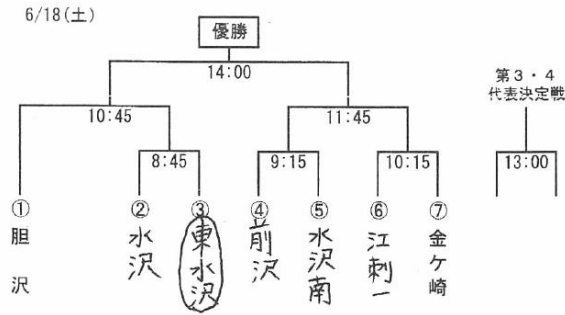 6/18(土)
優勝
14:00
第3・4
代表決定戦
10:45
11:45
8:45
9:15
10:15
13:00
① 胆沢
② 水沢
③ 東水沢
④ 前沢
⑤ 水沢南
⑥ 江刺一
⑦ 金ケ崎